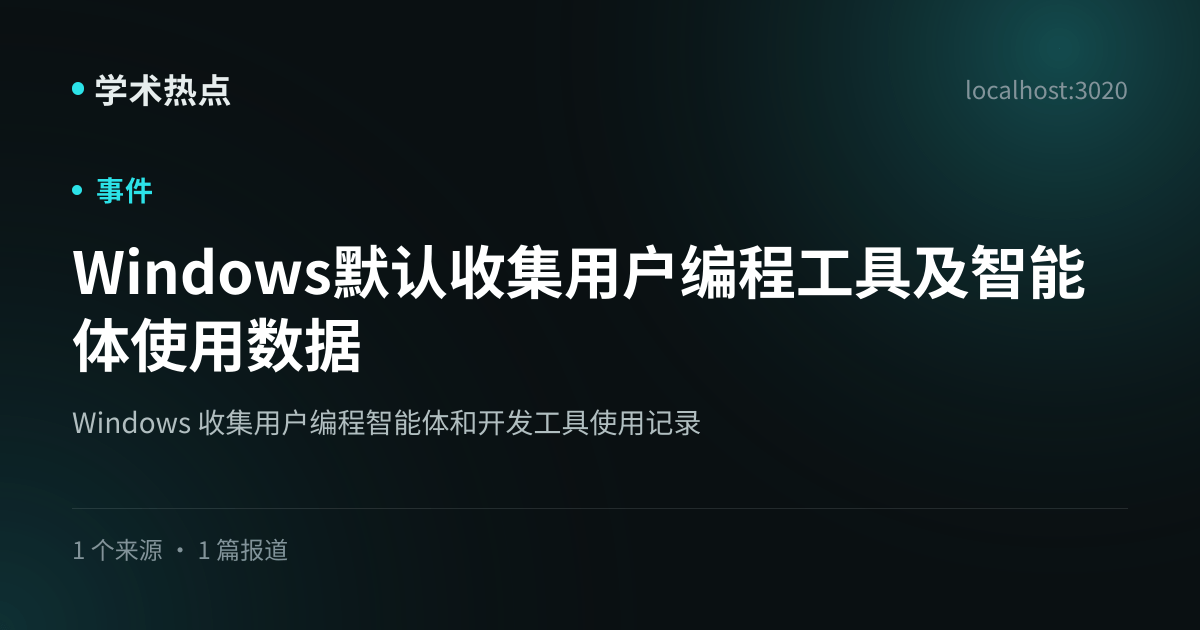 学术热点
localhost:3020
事件
Windows默认收集用户编程工具及智能
体使用数据
Windows 收集用户编程智能体和开发工具使用记录
1 个来源 · 1 篇报道